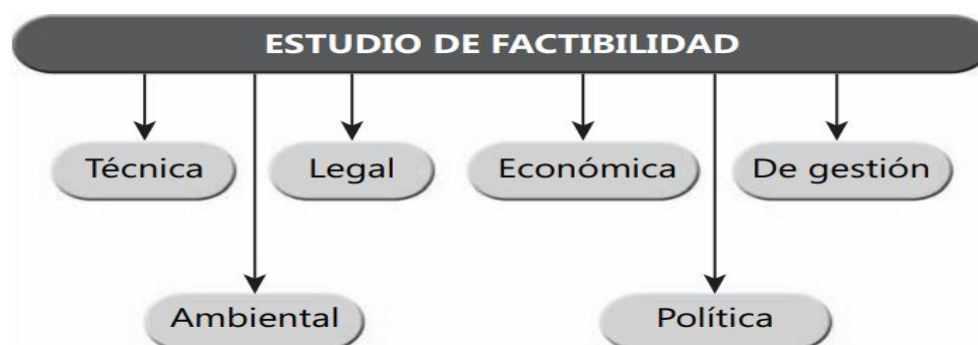 ESTUDIO DE FACTIBILIDAD
Técnica
Legal
Económica
De gestión
Ambiental
Política